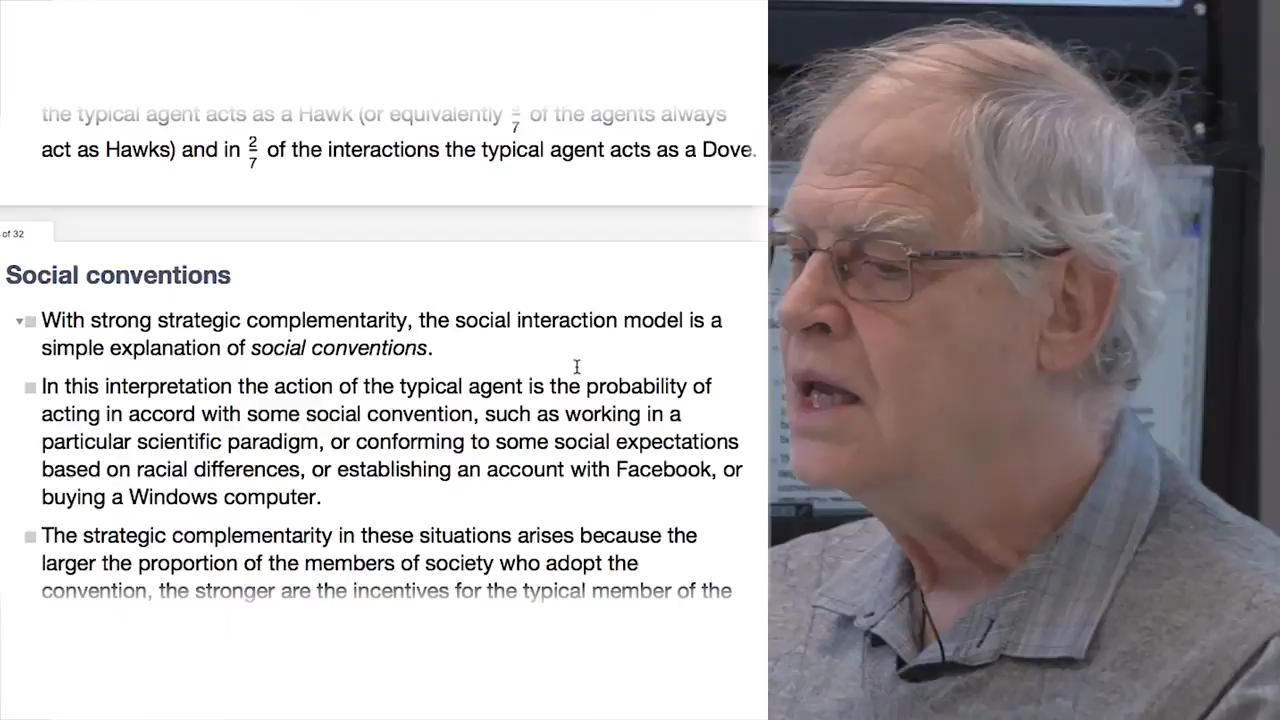 the typical agent acts as a Hawk (or equivalently /7 of the agents always
act as Hawks) and in 2/7 of the interactions the typical agent acts as a Dove.
of 32
Social conventions
With strong strategic complementarity, the social interaction model is a
simple explanation of social conventions.
In this interpretation the action of the typical agent is the probability of
acting in accord with some social convention, such as working in a
particular scientific paradigm, or conforming to some social expectations
based on racial differences, or establishing an account with Facebook, or
buying a Windows computer.
The strategic complementarity in these situations arises because the
larger the proportion of the members of society who adopt the
convention, the stronger are the incentives for the typical member of the